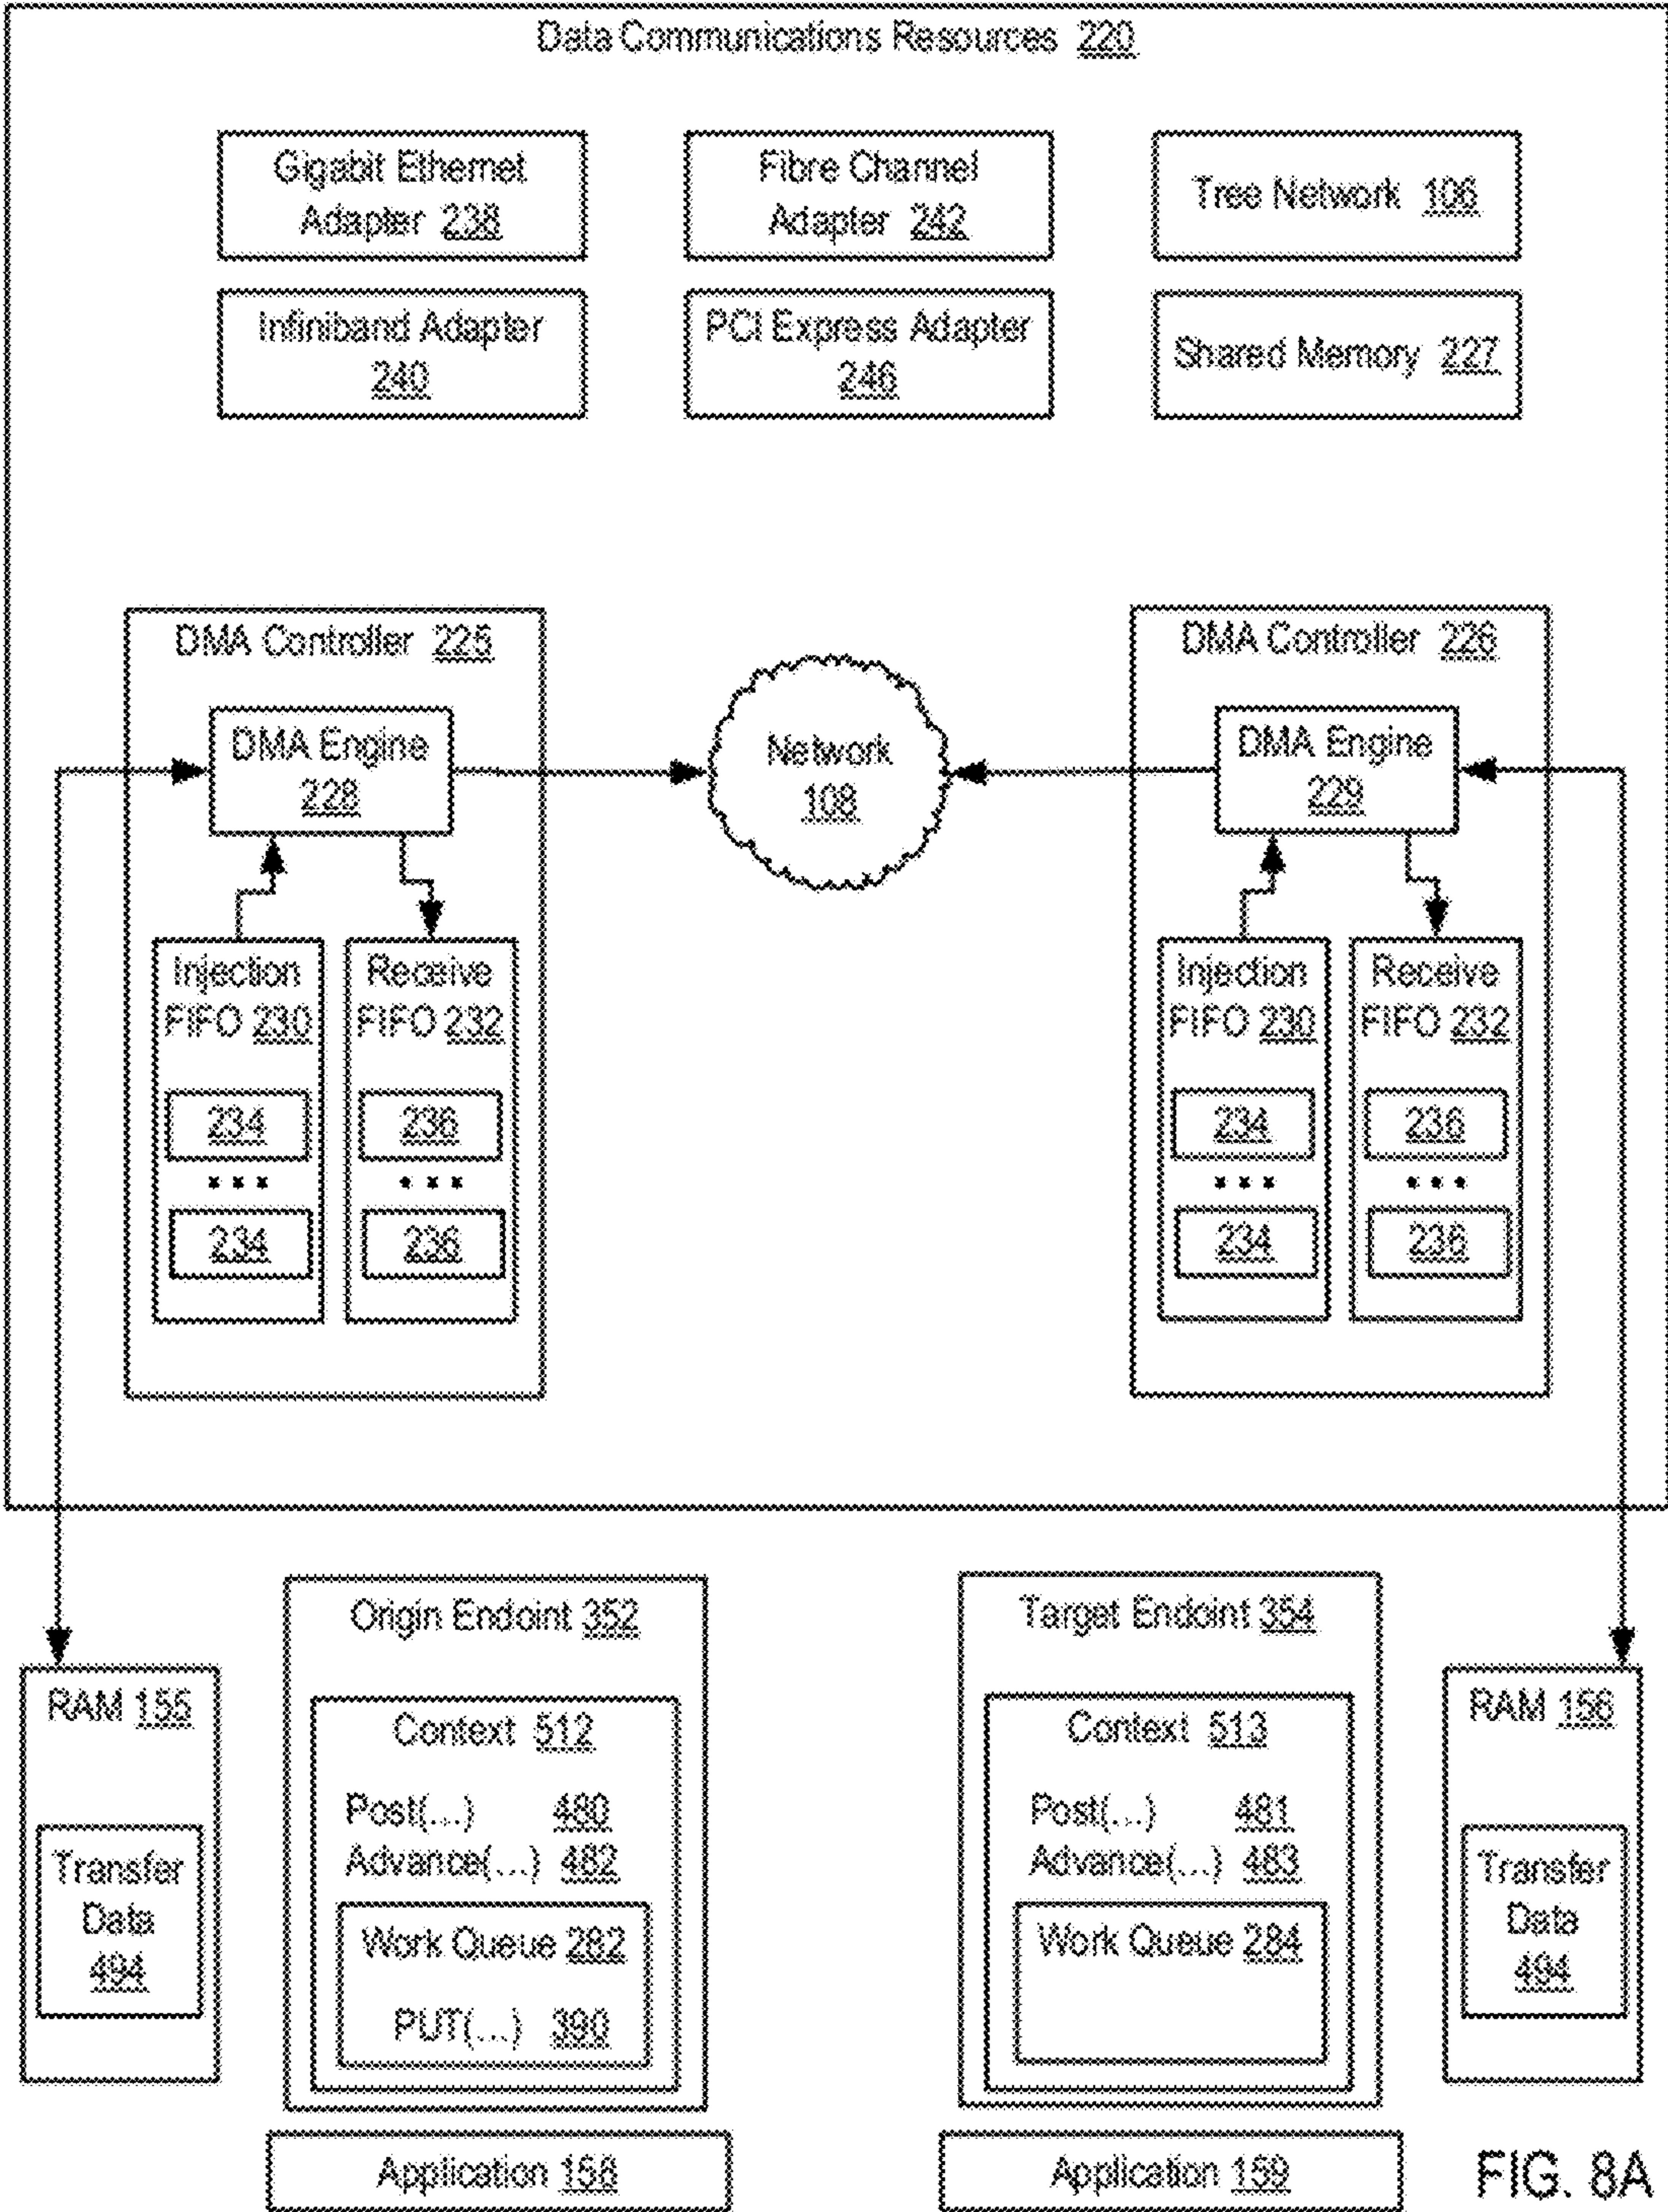 Data Communications Resources 220
Gigabit Ethernet
Adapter 238
Fibre Channel
Adapter 242
Tree Network 106
Infiniband Adapter
240
PCI Express Adapter
246
Shared Memory 227
DMA Controller 225
DMA Engine
228
Injection
FIFO 230
234
...
234
Receive
FIFO 232
236
...
236
Network
108
DMA Controller 226
DMA Engine
229
Injection
FIFO 230
234
...
234
Receive
FIFO 232
236
...
236
RAM 155
Transfer
Data
494
Origin Endoint 352
Context 512
Post(...) 480
Advance(...) 482
Work Queue 282
PUT(...) 390
Application 158
Target Endoint 354
Context 513
Post(...) 481
Advance(...) 483
Work Queue 284
Application 159
RAM 156
Transfer
Data
494
FIG. 8A